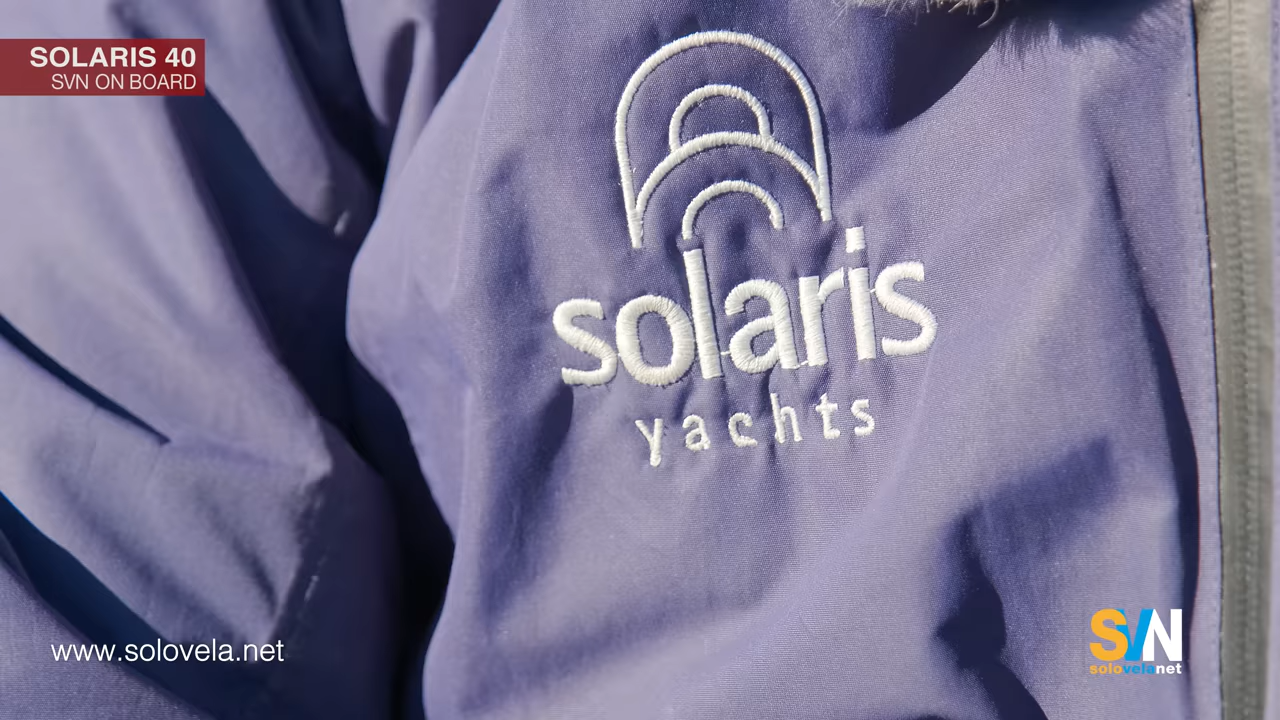 SOLARIS 40
SVN ON BOARD
solaris
yachts
www.solovela.net
SVN
solovelanet